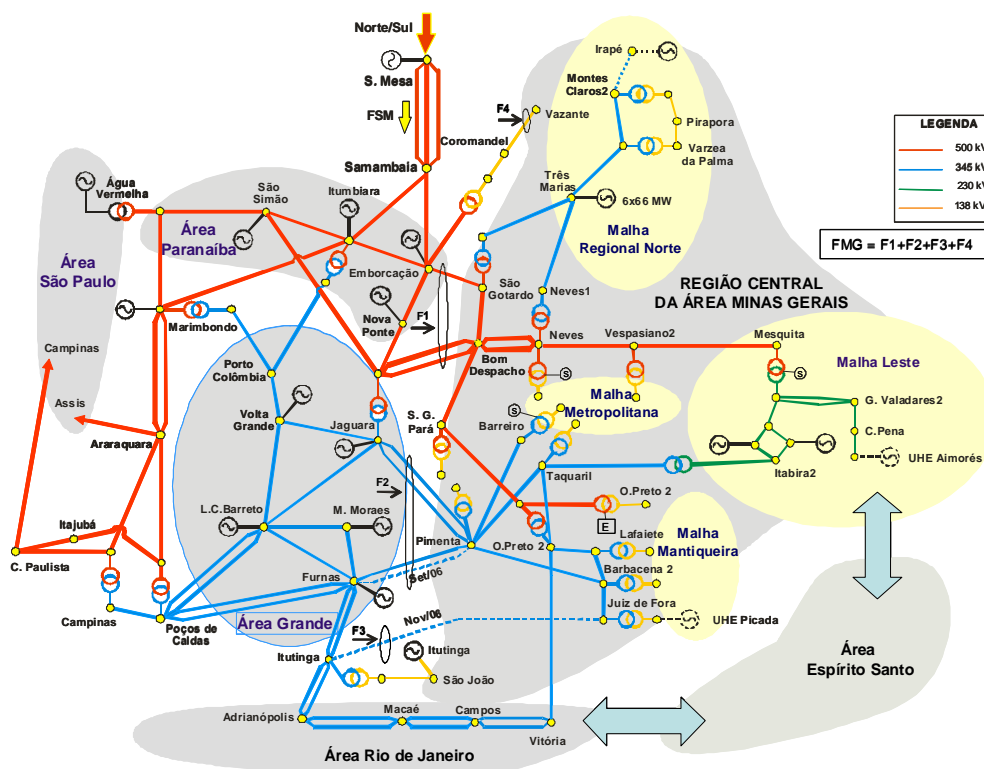 Norte/Sul
S. Mesa
FSM
F4
Vazante
Coromandel
Samambaia
Irapé
Montes
Claros2
Pirapora
Varzea
da Palma
Três
Marias
6x66 MW
Malha
Regional Norte
LEGENDA
500 kV
345 kV
230 kV
138 kV
FMG = F1+F2+F3+F4
Água
Vermelha
São
Simão
Itumbiara
Área
Paranaíba
Área
São Paulo
Emborcação
São
Gotardo
Neves1
REGIÃO CENTRAL
DA ÁREA MINAS GERAIS
Nova
Ponte
F1
Marimbondo
Campinas
Assis
Araraquara
Porto
Colômbia
Volta
Grande
Jaguara
Bom
Despacho
Neves
Vespasiano2
Mesquita
Malha Leste
S
S
G. Valadares2
C.Pena
UHE Aimorés
Itabira2
Malha
Metropolitana
S
Barreiro
S. G.
Pará
Taquaril
F2
L.C.Barreto
M. Moraes
Pimenta
O.Preto 2
E
O.Preto 2
Lafaiete
Malha
Mantiqueira
Barbacena 2
Juiz de Fora
UHE Picada
Itajubá
C. Paulista
Campinas
Poços de
Caldas
Furnas
Set/06
Nov/06
Área Grande
F3
Itutinga
Itutinga
São João
Adrianópolis
Macaé
Campos
Vitória
Área Rio de Janeiro
Área
Espírito Santo